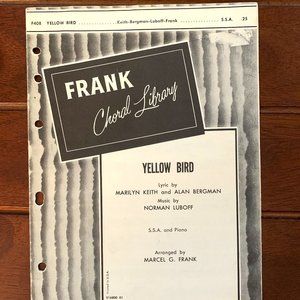 F408 YELLOW BIRD Keith-Bergman-Luboff-Frank S.S.A. 25
FRANK
Choral Library
YELLOW BIRD
Lyric by
MARILYN KEITH and ALAN BERGMAN
Music by
NORMAN LUBOFF
S.S.A. and Piano
Arranged by
MARCEL G. FRANK